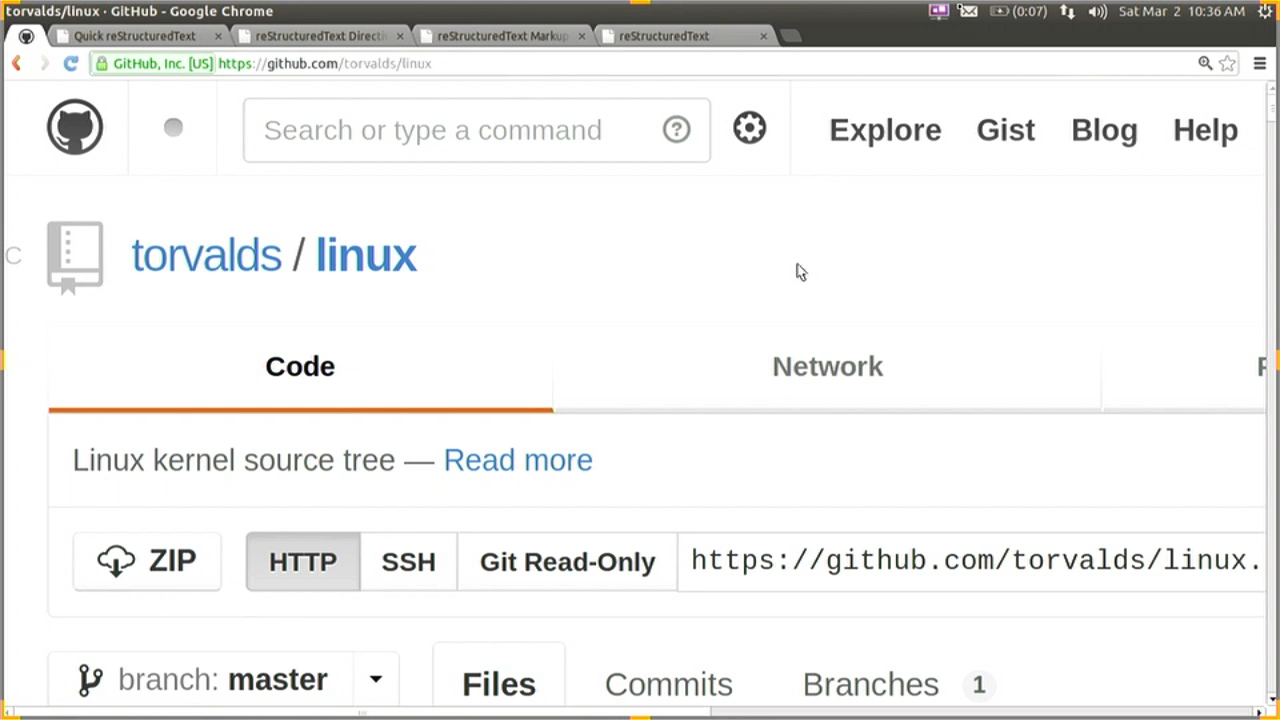 torvalds/linux · GitHub - Google Chrome
(0:07) Sat Mar 2 10:36 AM
Quick reStructuredText
reStructuredText Directi
reStructuredText Markup
reStructuredText
GitHub, Inc. [US] https://github.com/torvalds/linux
Search or type a command
Explore Gist Blog Help
torvalds / linux
Code Network
Linux kernel source tree — Read more
ZIP HTTP SSH Git Read-Only https://github.com/torvalds/linux.
branch: master Files Commits Branches 1